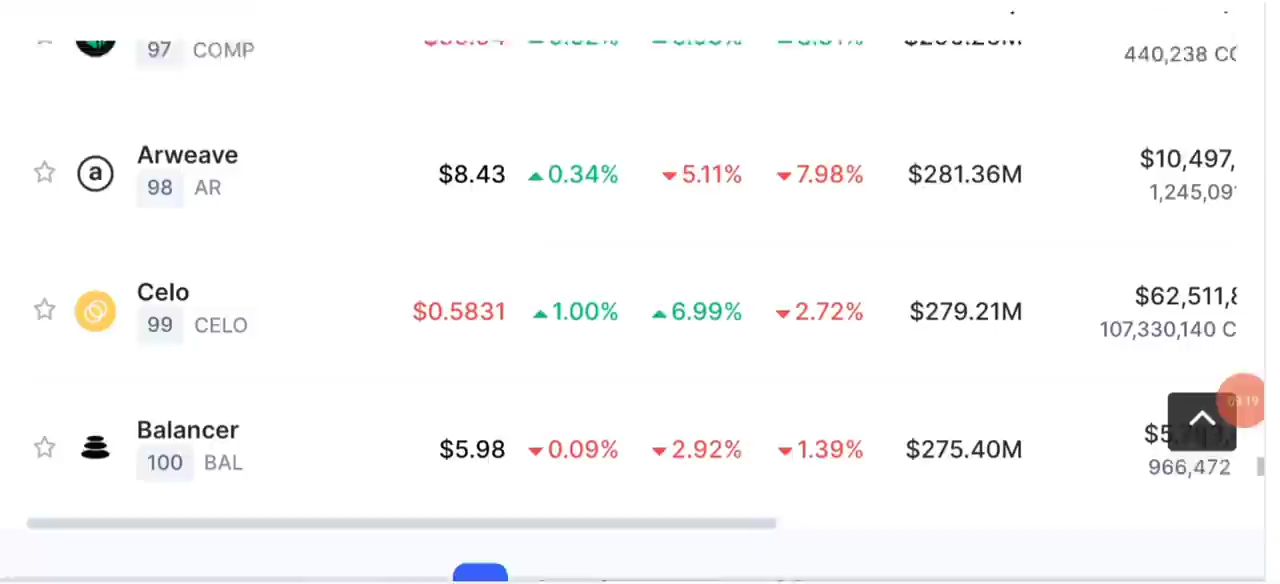 97 COMP
440,238 CO
Arweave
98 AR $8.43 0.34% 5.11% 7.98% $281.36M $10,497,
1,245,09
Celo
99 CELO $0.5831 1.00% 6.99% 2.72% $279.21M $62,511,8
107,330,140 C
Balancer
100 BAL $5.98 0.09% 2.92% 1.39% $275.40M
966,472